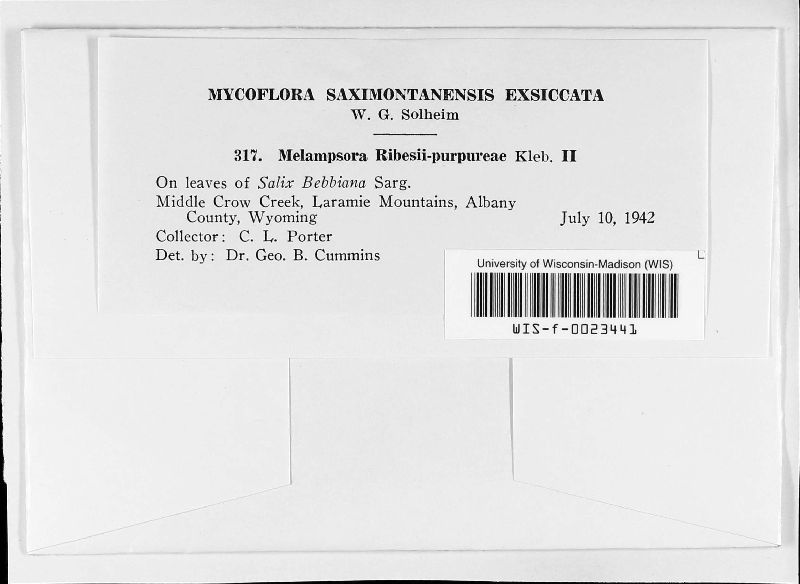 MYCOFLORA SAXIMONTANENSIS EXSICCATA
W. G. Solheim
317. Melampsora Ribesii-purpureae Kleb. II
On leaves of Salix Bebbiana Sarg.
Middle Crow Creek, Laramie Mountains, Albany
County, Wyoming July 10, 1942
Collector: C. L. Porter
Det. by: Dr. Geo. B. Cummins
University of Wisconsin-Madison (WIS)
WIS-f-0023441